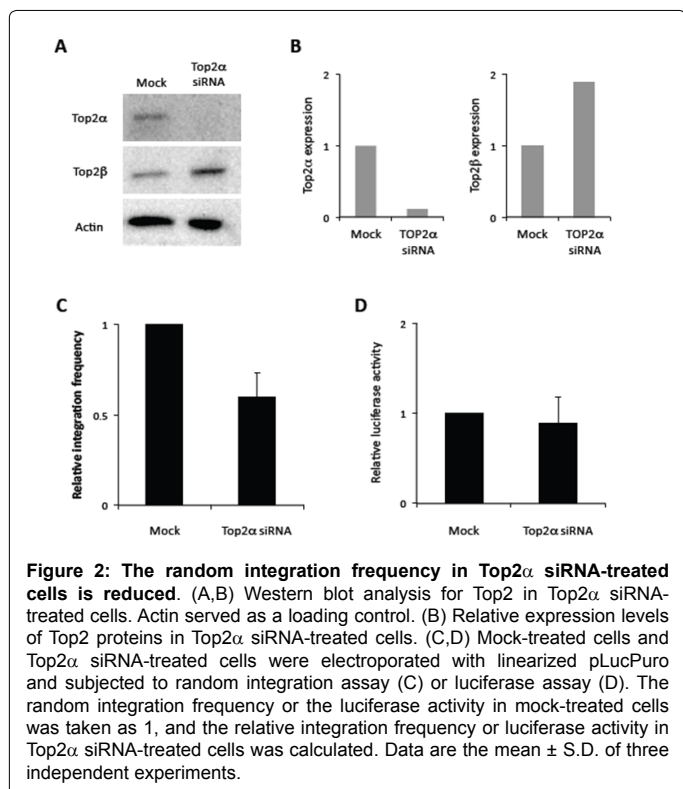 A
Mock
Top2α
siRNA
Top2α
Top2β
Actin
B
Top2α expression
2
1
0
Mock
TOP2α
siRNA
Top2β expression
2
1
0
Mock
TOP2α
siRNA
C
Relative integration frequency
1
0.5
0
Mock
Top2α siRNA
D
Relative luciferase activity
2
1
0
Mock
Top2α siRNA
Figure 2: The random integration frequency in Top2α siRNA-treated
cells is reduced. (A,B) Western blot analysis for Top2 in Top2α siRNA-
treated cells. Actin served as a loading control. (B) Relative expression levels
of Top2 proteins in Top2α siRNA-treated cells. (C,D) Mock-treated cells and
Top2α siRNA-treated cells were electroporated with linearized pLucPuro
and subjected to random integration assay (C) or luciferase assay (D). The
random integration frequency or the luciferase activity in mock-treated cells
was taken as 1, and the relative integration frequency or luciferase activity in
Top2α siRNA-treated cells was calculated. Data are the mean ± S.D. of three
independent experiments.